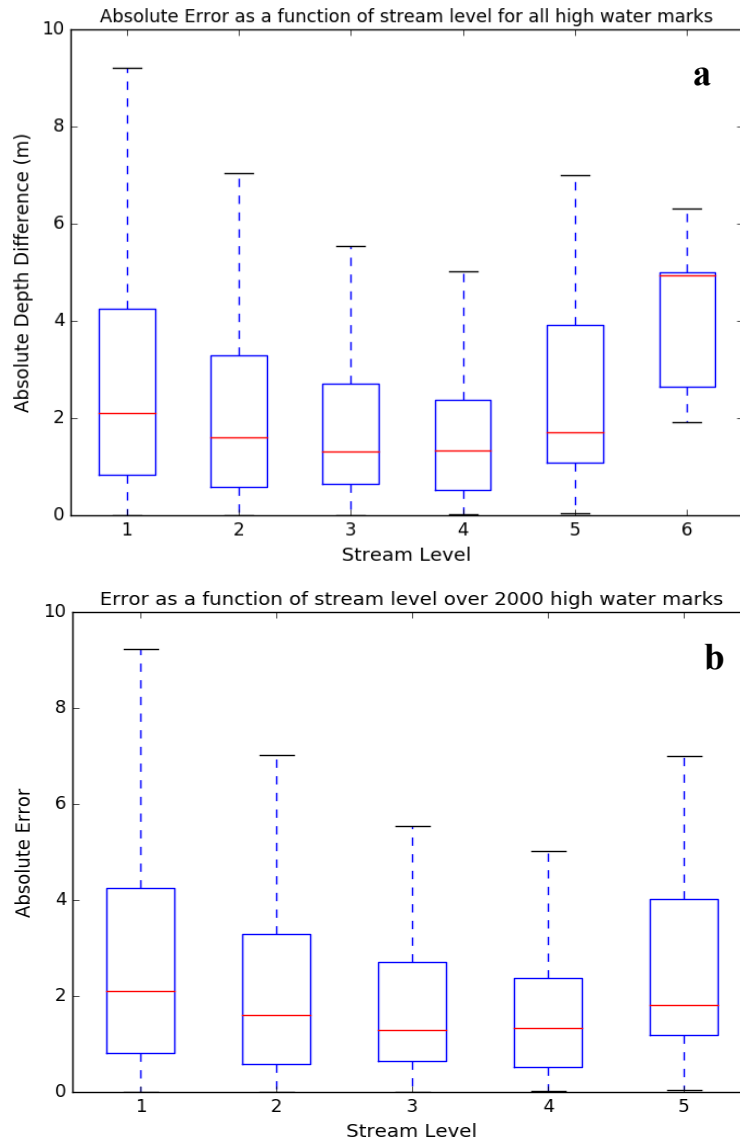 Absolute Error as a function of stream level for all high water marks
a
10
8
6
4
2
0
Absolute Depth Difference (m)
1 2 3 4 5 6
Stream Level
Error as a function of stream level over 2000 high water marks
b
10
8
6
4
2
0
Absolute Error
1 2 3 4 5
Stream Level